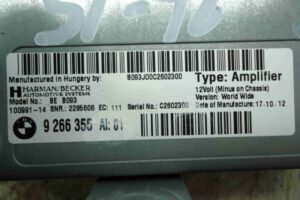 Manufactured in Hungary by:
B093J00C2602300
HARMAN/BECKER
AUTOMOTIVE SYSTEMS
Type: Amplifier
12Volt (Minus on Chassis)
Version: World Wide
Model No.: BE B093
100991-14 SNR.: 2285606 EC: 111 Serial No.: C2602300
Date of Manuf.: 17-10.12
BMW
9 266 355 AI: 01